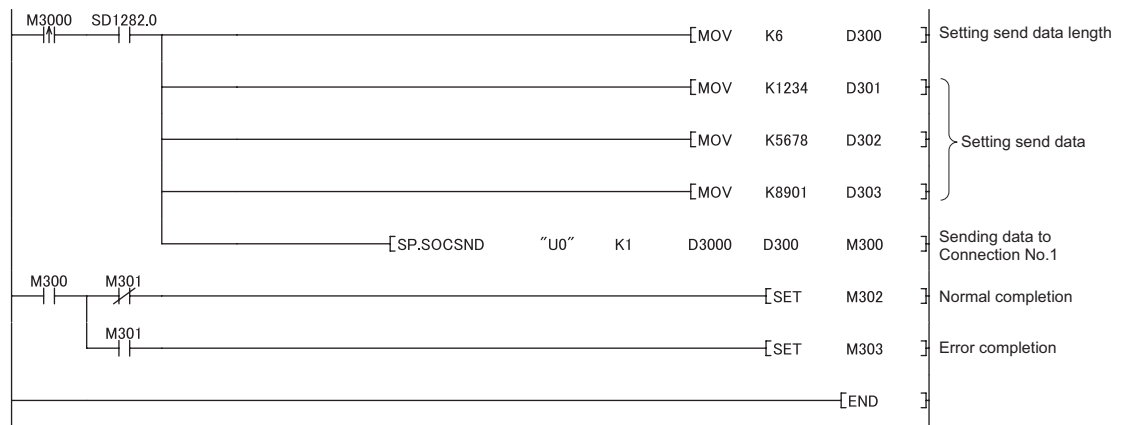 M3000 SD1282.0
[MOV K6 D300 ] Setting send data length
[MOV K1234 D301 ]
[MOV K5678 D302 ] Setting send data
[MOV K8901 D303 ]
[SP.SOCSND ″U0″ K1 D3000 D300 M300 ] Sending data to
Connection No.1
M300 M301
[SET M302 ] Normal completion
M301
[SET M303 ] Error completion
[END ]